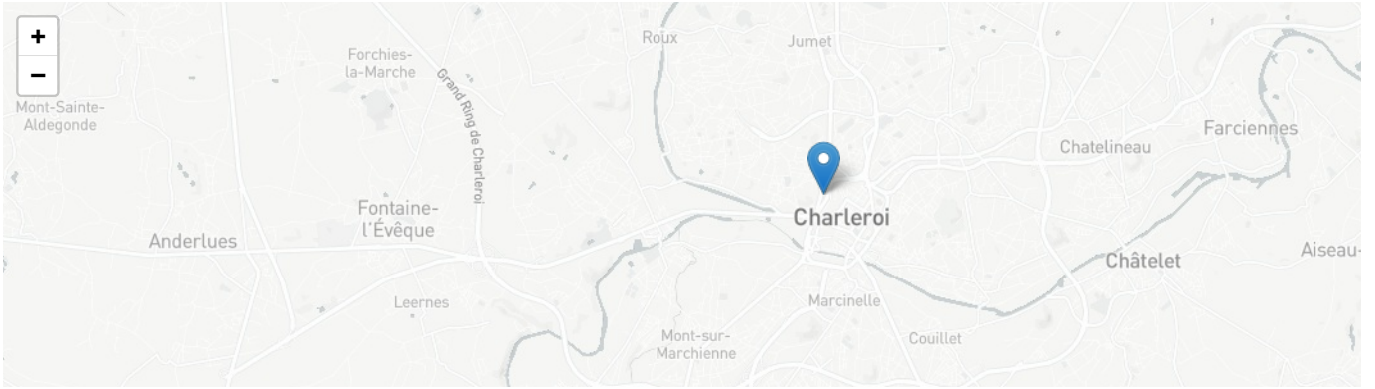 +
−
Roux
Jumet
Forchies-
la-Marche
Grand Ring de Charleroi
Mont-Sainte-
Aldegonde
Farciennes
Chatelineau
Fontaine-
l'Évêque
Charleroi
Anderlues
Aiseau-
Châtelet
Leernes
Marcinelle
Mont-sur-
Marchienne
Couillet